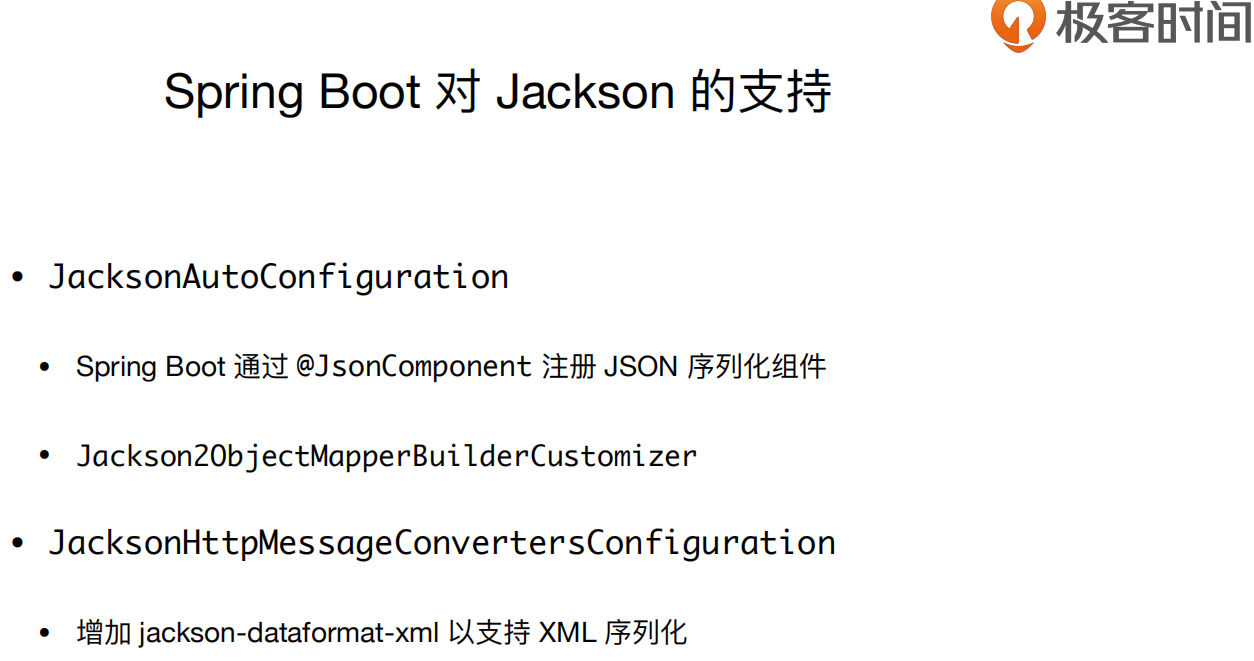 极客时间
Spring Boot 对 Jackson 的支持
• JacksonAutoConfiguration
• Spring Boot 通过 @JsonComponent 注册 JSON 序列化组件
• Jackson2ObjectMapperBuilderCustomizer
• JacksonHttpMessageConvertersConfiguration
• 增加 jackson-dataformat-xml 以支持 XML 序列化